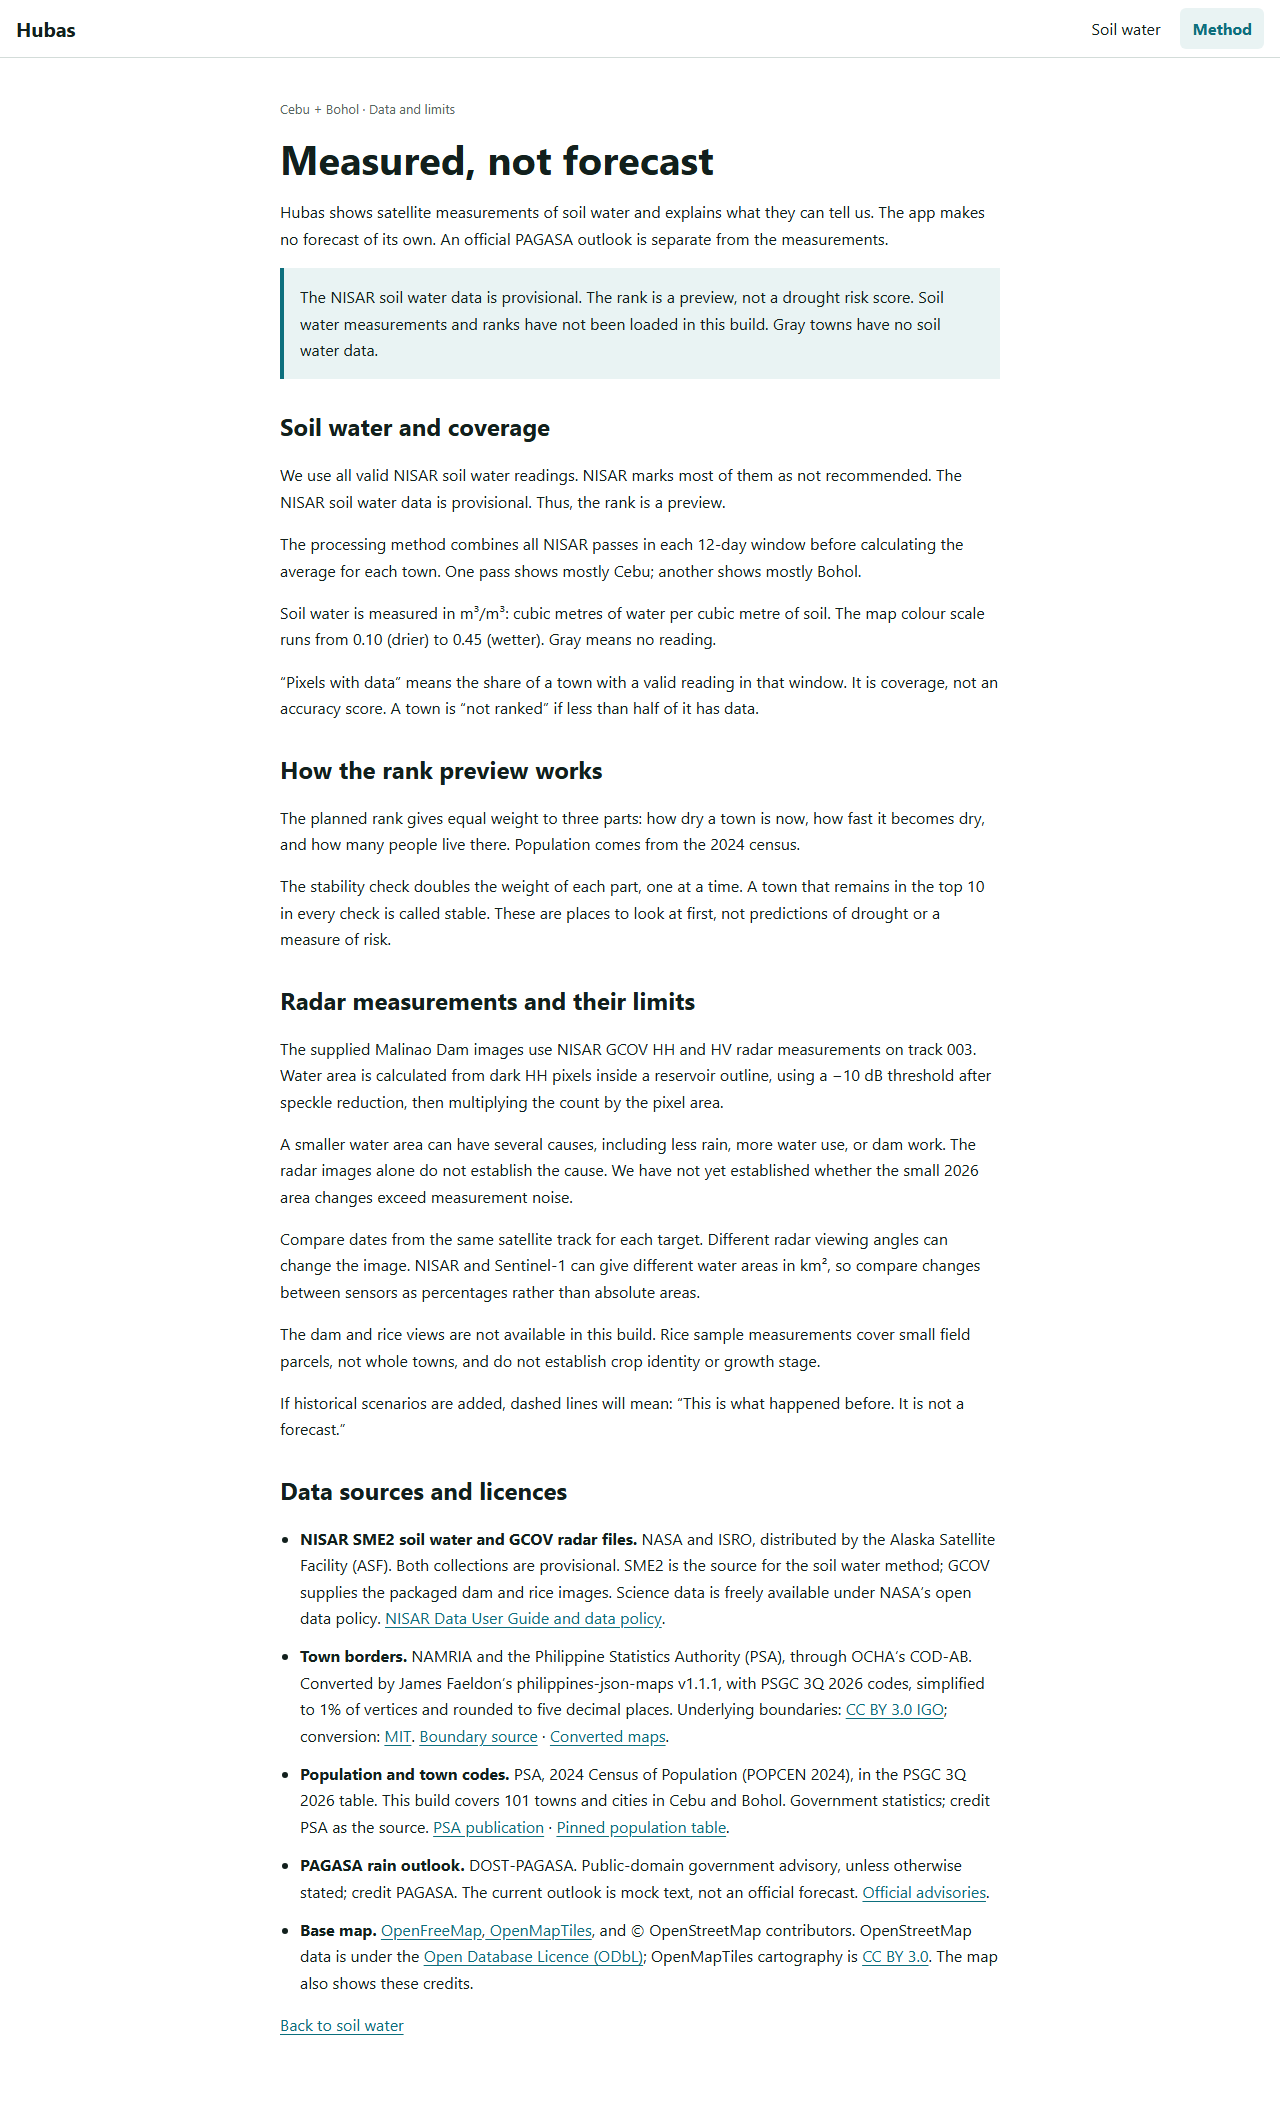 Hubas
Soil water
Method
Cebu + Bohol · Data and limits
Measured, not forecast
Hubas shows satellite measurements of soil water and explains what they can tell us. The app makes
no forecast of its own. An official PAGASA outlook is separate from the measurements.
The NISAR soil water data is provisional. The rank is a preview, not a drought risk score. Soil
water measurements and ranks have not been loaded in this build. Gray towns have no soil
water data.
Soil water and coverage
We use all valid NISAR soil water readings. NISAR marks most of them as not recommended. The
NISAR soil water data is provisional. Thus, the rank is a preview.
The processing method combines all NISAR passes in each 12-day window before calculating the
average for each town. One pass shows mostly Cebu; another shows mostly Bohol.
Soil water is measured in m³/m³: cubic metres of water per cubic metre of soil. The map colour scale
runs from 0.10 (drier) to 0.45 (wetter). Gray means no reading.
“Pixels with data” means the share of a town with a valid reading in that window. It is coverage, not an
accuracy score. A town is “not ranked” if less than half of it has data.
How the rank preview works
The planned rank gives equal weight to three parts: how dry a town is now, how fast it becomes dry,
and how many people live there. Population comes from the 2024 census.
The stability check doubles the weight of each part, one at a time. A town that remains in the top 10
in every check is called stable. These are places to look at first, not predictions of drought or a
measure of risk.
Radar measurements and their limits
The supplied Malinao Dam images use NISAR GCOV HH and HV radar measurements on track 003.
Water area is calculated from dark HH pixels inside a reservoir outline, using a −10 dB threshold after
speckle reduction, then multiplying the count by the pixel area.
A smaller water area can have several causes, including less rain, more water use, or dam work. The
radar images alone do not establish the cause. We have not yet established whether the small 2026
area changes exceed measurement noise.
Compare dates from the same satellite track for each target. Different radar viewing angles can
change the image. NISAR and Sentinel-1 can give different water areas in km², so compare changes
between sensors as percentages rather than absolute areas.
The dam and rice views are not available in this build. Rice sample measurements cover small field
parcels, not whole towns, and do not establish crop identity or growth stage.
If historical scenarios are added, dashed lines will mean: “This is what happened before. It is not a
forecast.”
Data sources and licences
• NISAR SME2 soil water and GCOV radar files. NASA and ISRO, distributed by the Alaska Satellite
Facility (ASF). Both collections are provisional. SME2 is the source for the soil water method; GCOV
supplies the packaged dam and rice images. Science data is freely available under NASA’s open
data policy. NISAR Data User Guide and data policy.
• Town borders. NAMRIA and the Philippine Statistics Authority (PSA), through OCHA’s COD-AB.
Converted by James Faeldon’s philippines-json-maps v1.1.1, with PSGC 3Q 2026 codes, simplified
to 1% of vertices and rounded to five decimal places. Underlying boundaries: CC BY 3.0 IGO;
conversion: MIT. Boundary source · Converted maps.
• Population and town codes. PSA, 2024 Census of Population (POPCEN 2024), in the PSGC 3Q
2026 table. This build covers 101 towns and cities in Cebu and Bohol. Government statistics; credit
PSA as the source. PSA publication · Pinned population table.
• PAGASA rain outlook. DOST-PAGASA. Public-domain government advisory, unless otherwise
stated; credit PAGASA. The current outlook is mock text, not an official forecast. Official advisories.
• Base map. OpenFreeMap, OpenMapTiles, and © OpenStreetMap contributors. OpenStreetMap
data is under the Open Database Licence (ODbL); OpenMapTiles cartography is CC BY 3.0. The map
also shows these credits.
Back to soil water